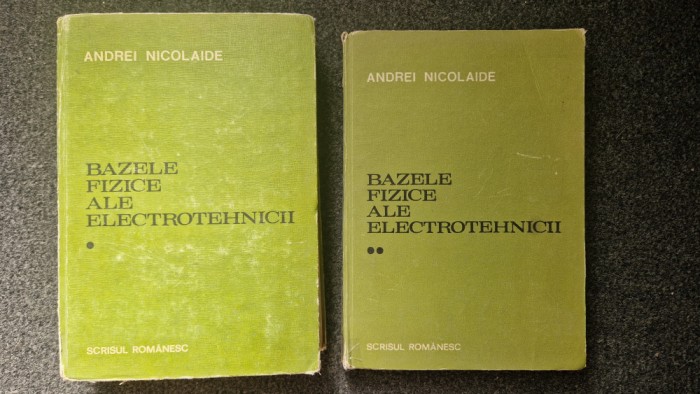 ANDREI NICOLAIDE
BAZELE
FIZICE
ALE
ELECTROTEHNICII
•
SCRISUL ROMÂNESC
ANDREI NICOLAIDE
BAZELE
FIZICE
ALE
ELECTROTEHNICII
••
SCRISUL ROMÂNESC